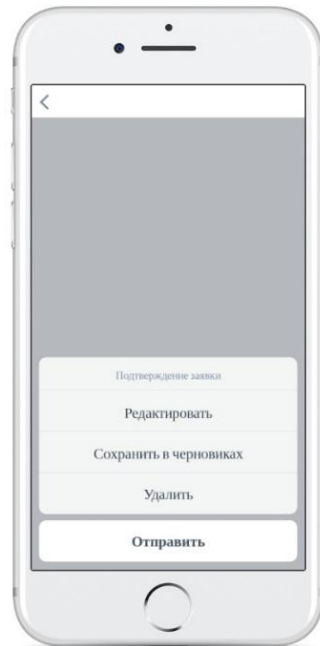 Подтверждение заявки
Редактировать
Сохранить в черновиках
Удалить
Отправить